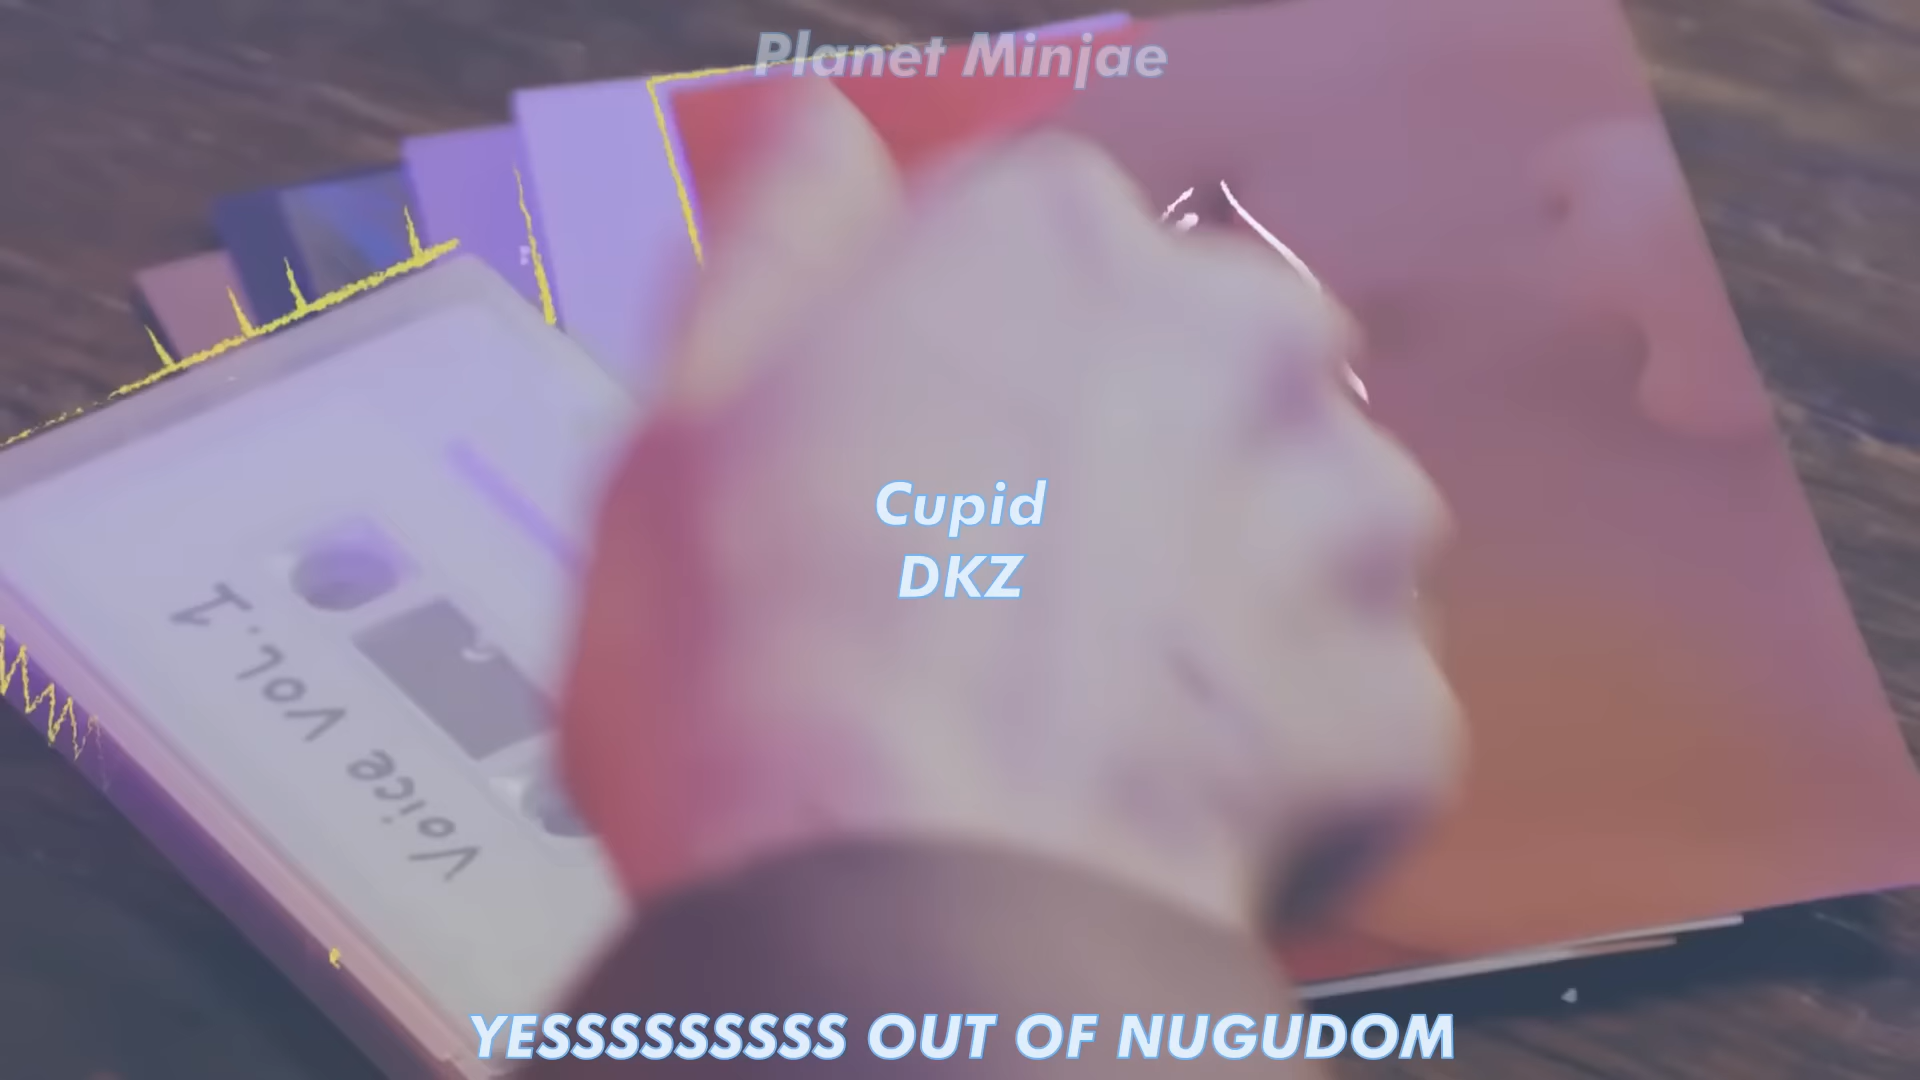 Planet Minjae
Cupid
DKZ
Voice vol.1
YESSSSSSSSS OUT OF NUGUDOM